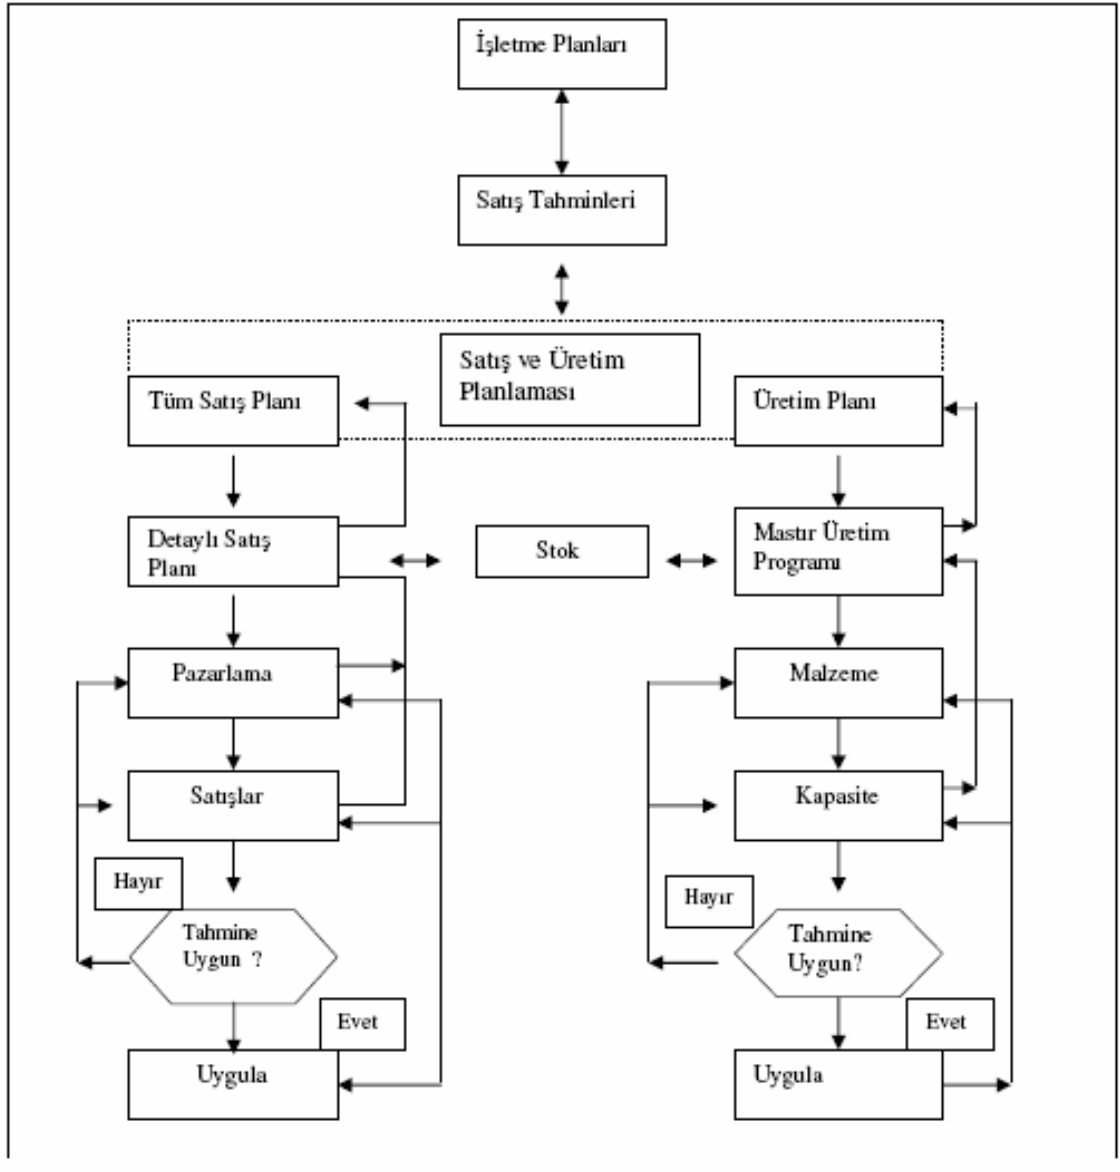 İşletme Planları
Satış Tahminleri
Satış ve Üretim
Planlaması
Tüm Satış Planı
Üretim Planı
Detaylı Satış
Planı
Stok
Mastır Üretim
Programı
Pazarlama
Malzeme
Satışlar
Kapasite
Hayır
Hayır
Tahmine
Uygun ?
Tahmine
Uygun?
Evet
Evet
Uygula
Uygula